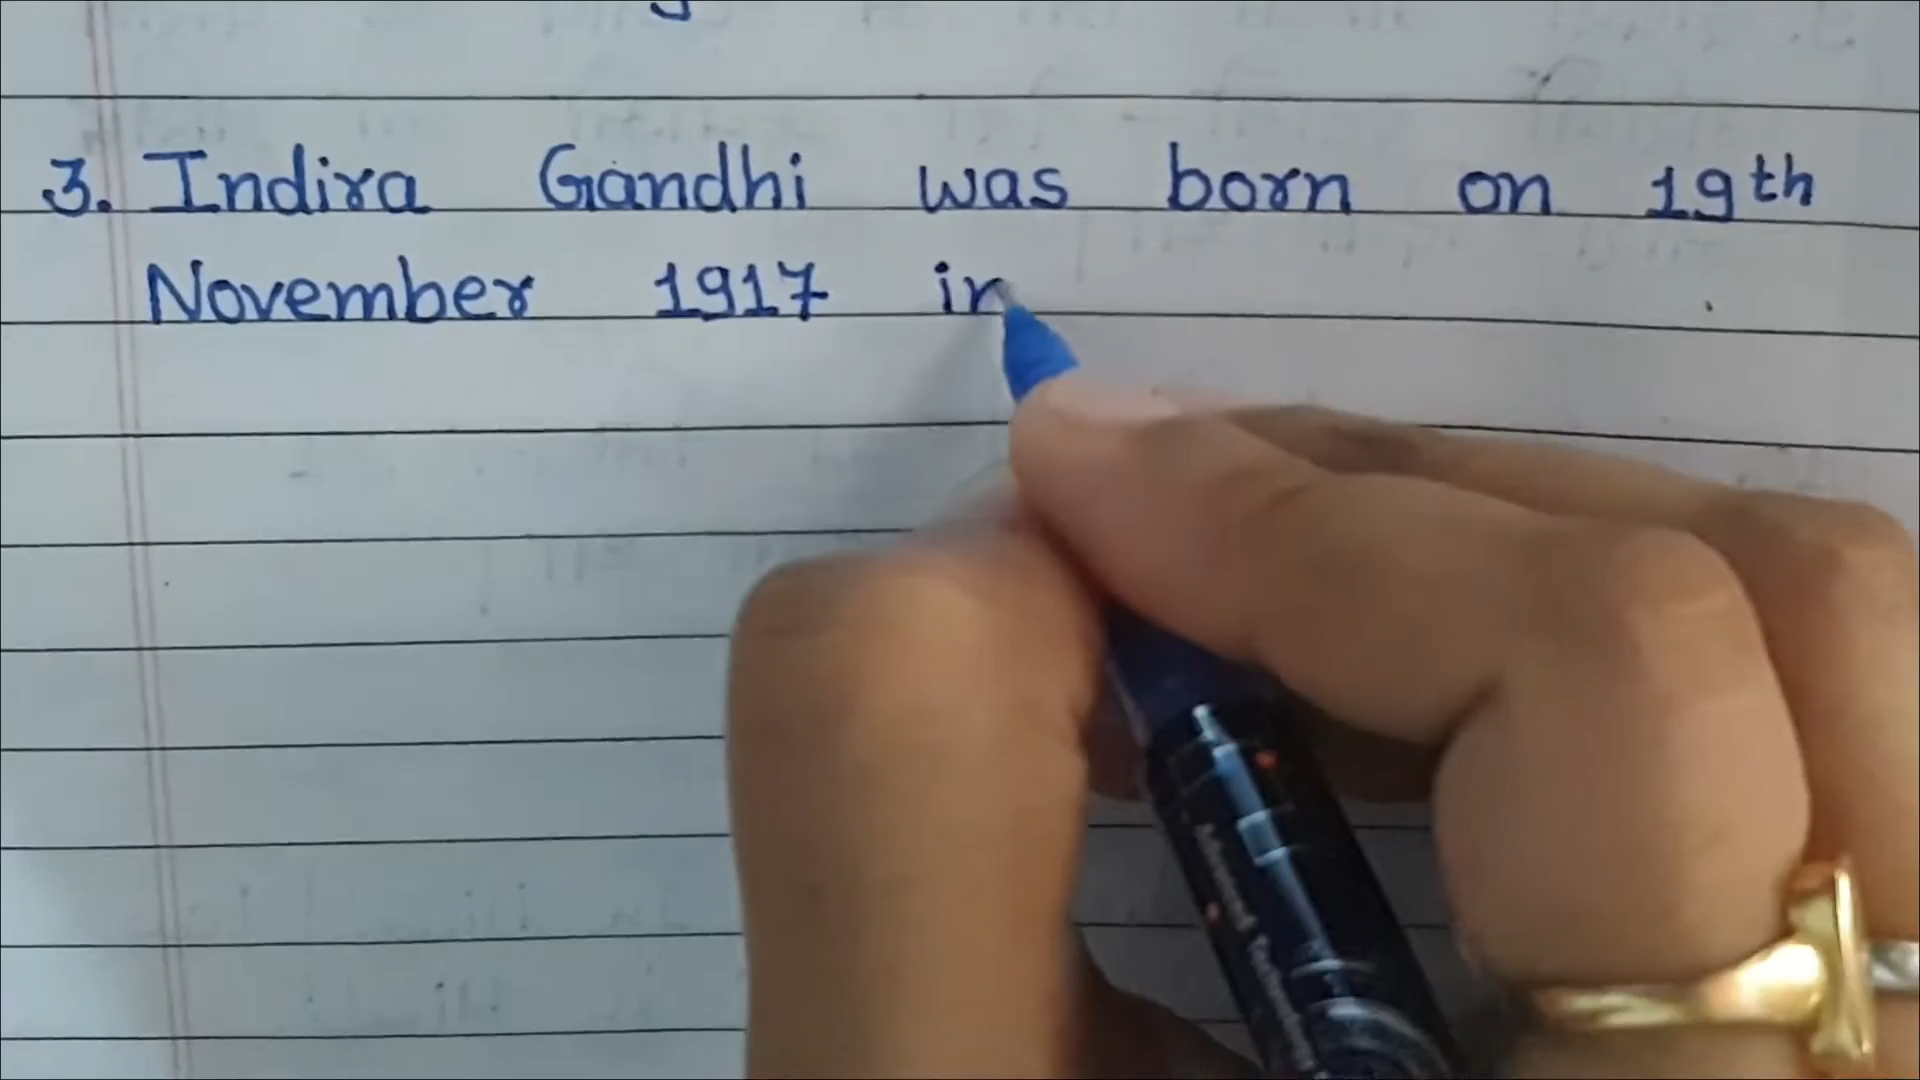 3. Indira Gandhi was born on 19th
November 1917 in